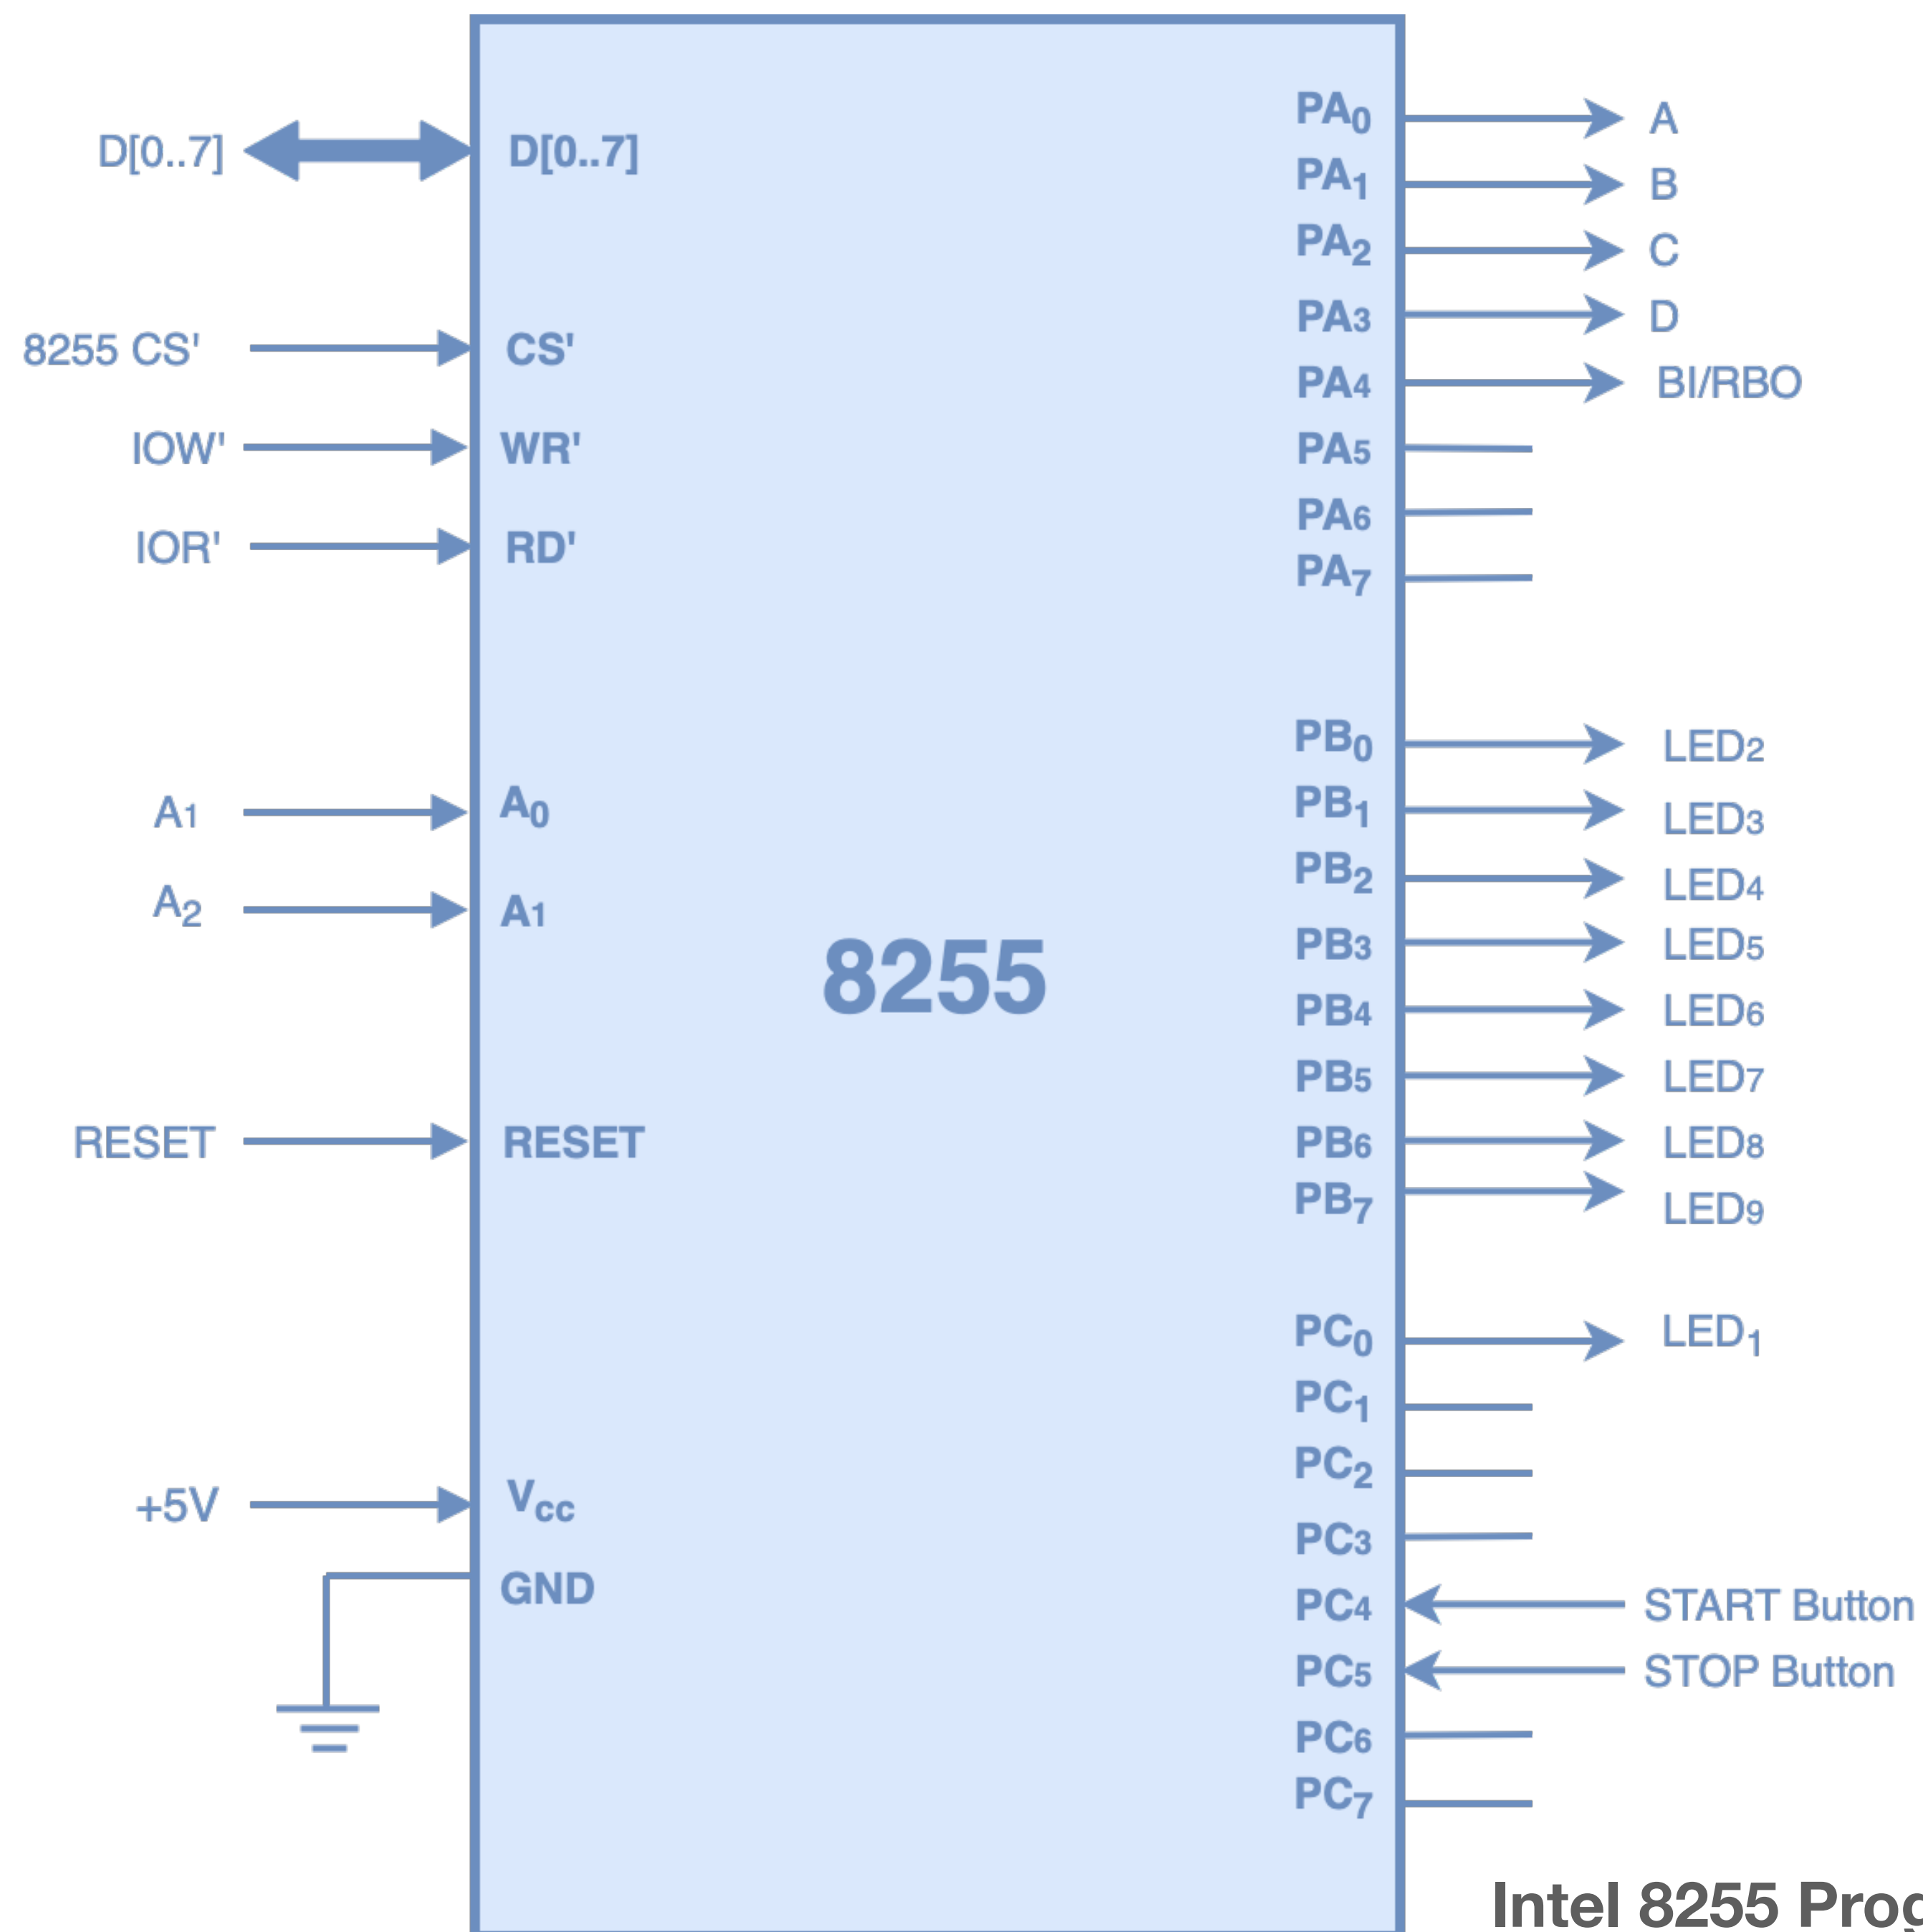 D[0..7]
8255 CS'
IOW'
IOR'
A1
A2
RESET
+5V
D[0..7]
CS'
WR'
RD'
A0
A1
RESET
Vcc
GND
8255
PA0
PA1
PA2
PA3
PA4
PA5
PA6
PA7
PB0
PB1
PB2
PB3
PB4
PB5
PB6
PB7
PC0
PC1
PC2
PC3
PC4
PC5
PC6
PC7
A
B
C
D
BI/RBO
LED2
LED3
LED4
LED5
LED6
LED7
LED8
LED9
LED1
START Button
STOP Button
Intel 8255 Prog